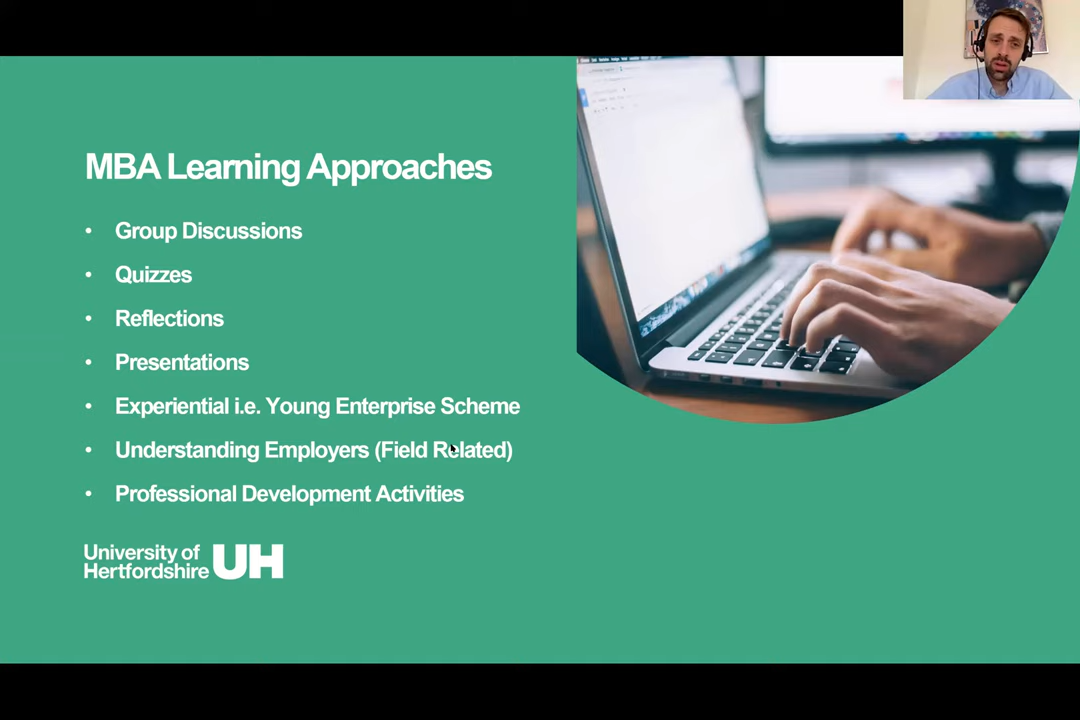 MBA Learning Approaches
• Group Discussions
• Quizzes
• Reflections
• Presentations
• Experiential i.e. Young Enterprise Scheme
• Understanding Employers (Field Related)
• Professional Development Activities
University of
Hertfordshire
UH